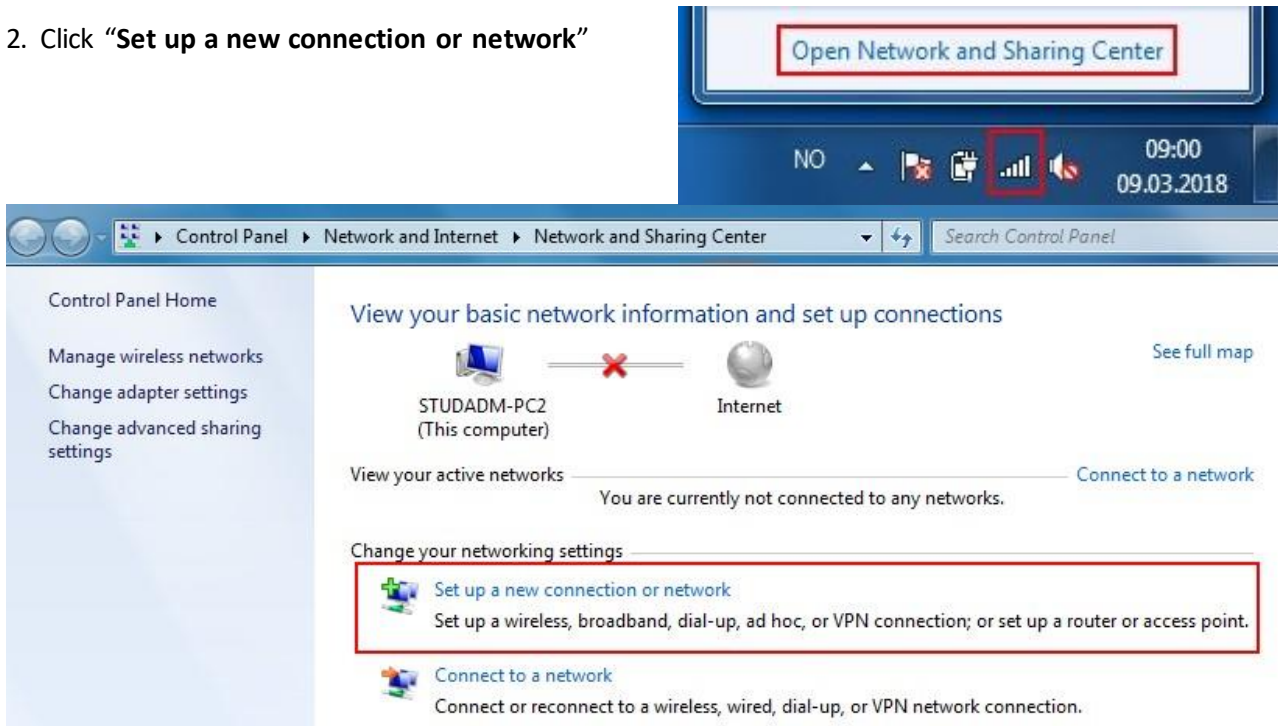 2. Click “Set up a new connection or network”
Open Network and Sharing Center
NO
09:00
09.03.2018
Control Panel
Network and Internet
Network and Sharing Center
Search Control Panel
Control Panel Home
Manage wireless networks
Change adapter settings
Change advanced sharing
settings
View your basic network information and set up connections
See full map
STUDADM-PC2
(This computer)
Internet
View your active networks
Connect to a network
You are currently not connected to any networks.
Change your networking settings
Set up a new connection or network
Set up a wireless, broadband, dial-up, ad hoc, or VPN connection; or set up a router or access point.
Connect to a network
Connect or reconnect to a wireless, wired, dial-up, or VPN network connection.